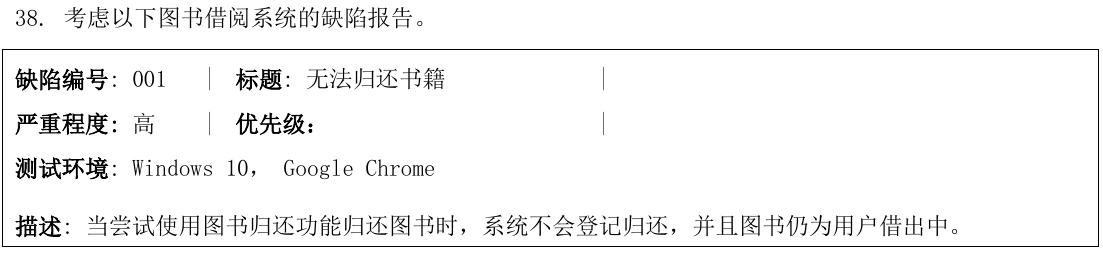 38. 考虑以下图书借阅系统的缺陷报告。
缺陷编号: 001 | 标题: 无法归还书籍 |
严重程度: 高 | 优先级: |
测试环境: Windows 10, Google Chrome
描述: 当尝试使用图书归还功能归还图书时，系统不会登记归还，并且图书仍为用户借出中。